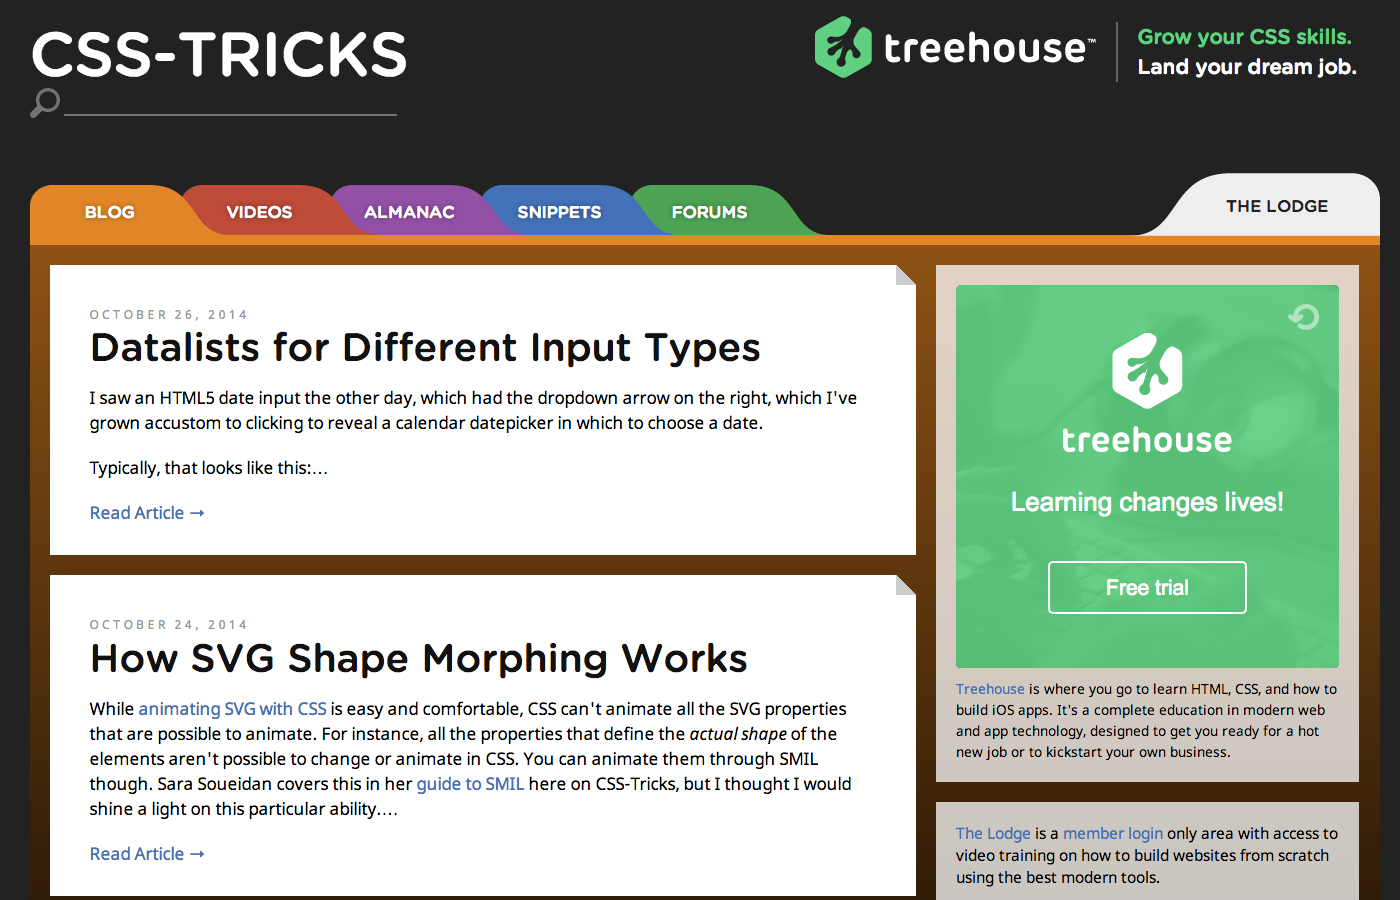 CSS-TRICKS
treehouse™
Grow your CSS skills.
Land your dream job.
BLOG
VIDEOS
ALMANAC
SNIPPETS
FORUMS
THE LODGE
OCTOBER 26, 2014
Datalists for Different Input Types
I saw an HTML5 date input the other day, which had the dropdown arrow on the right, which I've
grown accustom to clicking to reveal a calendar datepicker in which to choose a date.
Typically, that looks like this:…
Read Article →
OCTOBER 24, 2014
How SVG Shape Morphing Works
While animating SVG with CSS is easy and comfortable, CSS can't animate all the SVG properties
that are possible to animate. For instance, all the properties that define the actual shape of the
elements aren't possible to change or animate in CSS. You can animate them through SMIL
though. Sara Soueidan covers this in her guide to SMIL here on CSS-Tricks, but I thought I would
shine a light on this particular ability.…
Read Article →
treehouse
Learning changes lives!
Free trial
Treehouse is where you go to learn HTML, CSS, and how to
build iOS apps. It's a complete education in modern web
and app technology, designed to get you ready for a hot
new job or to kickstart your own business.
The Lodge is a member login only area with access to
video training on how to build websites from scratch
using the best modern tools.